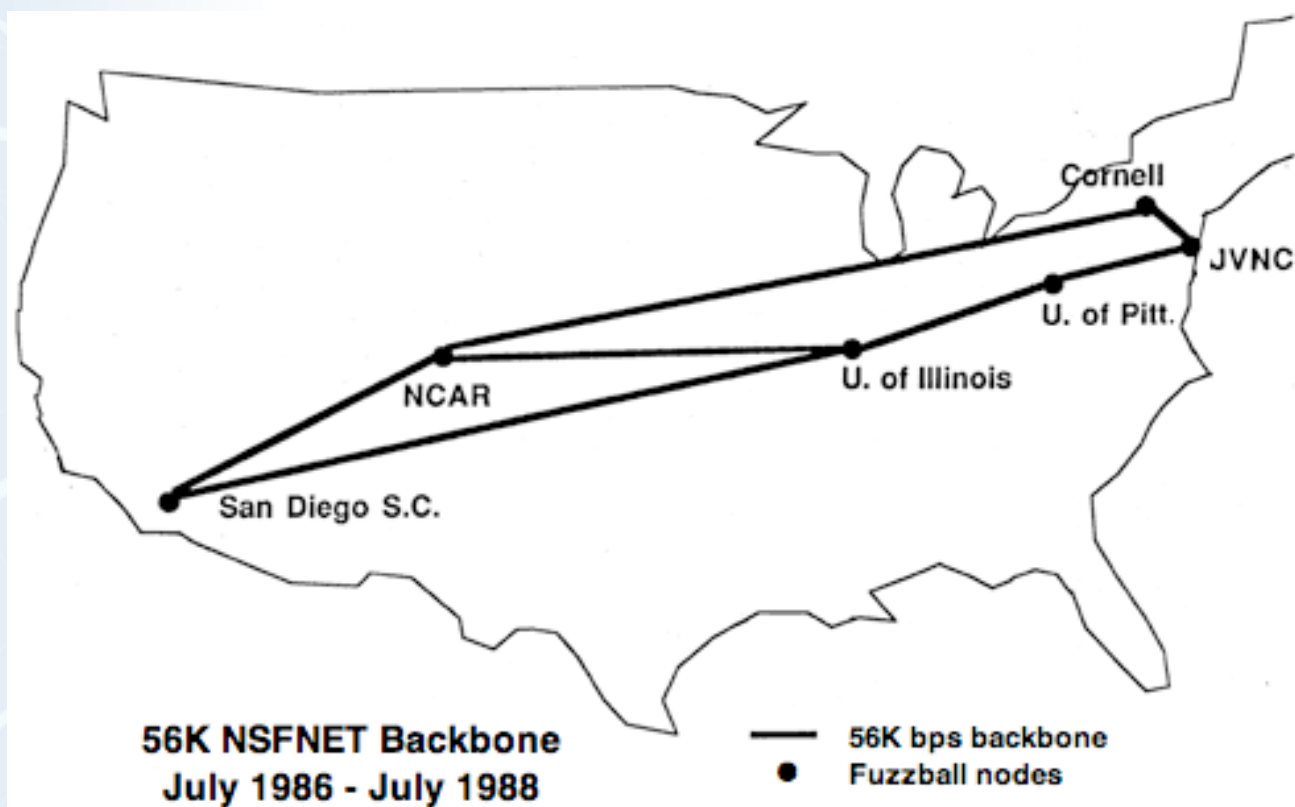 Cornell
JVNC
U. of Pitt.
U. of Illinois
NCAR
San Diego S.C.
56K NSFNET Backbone
July 1986 - July 1988
56K bps backbone
Fuzzball nodes